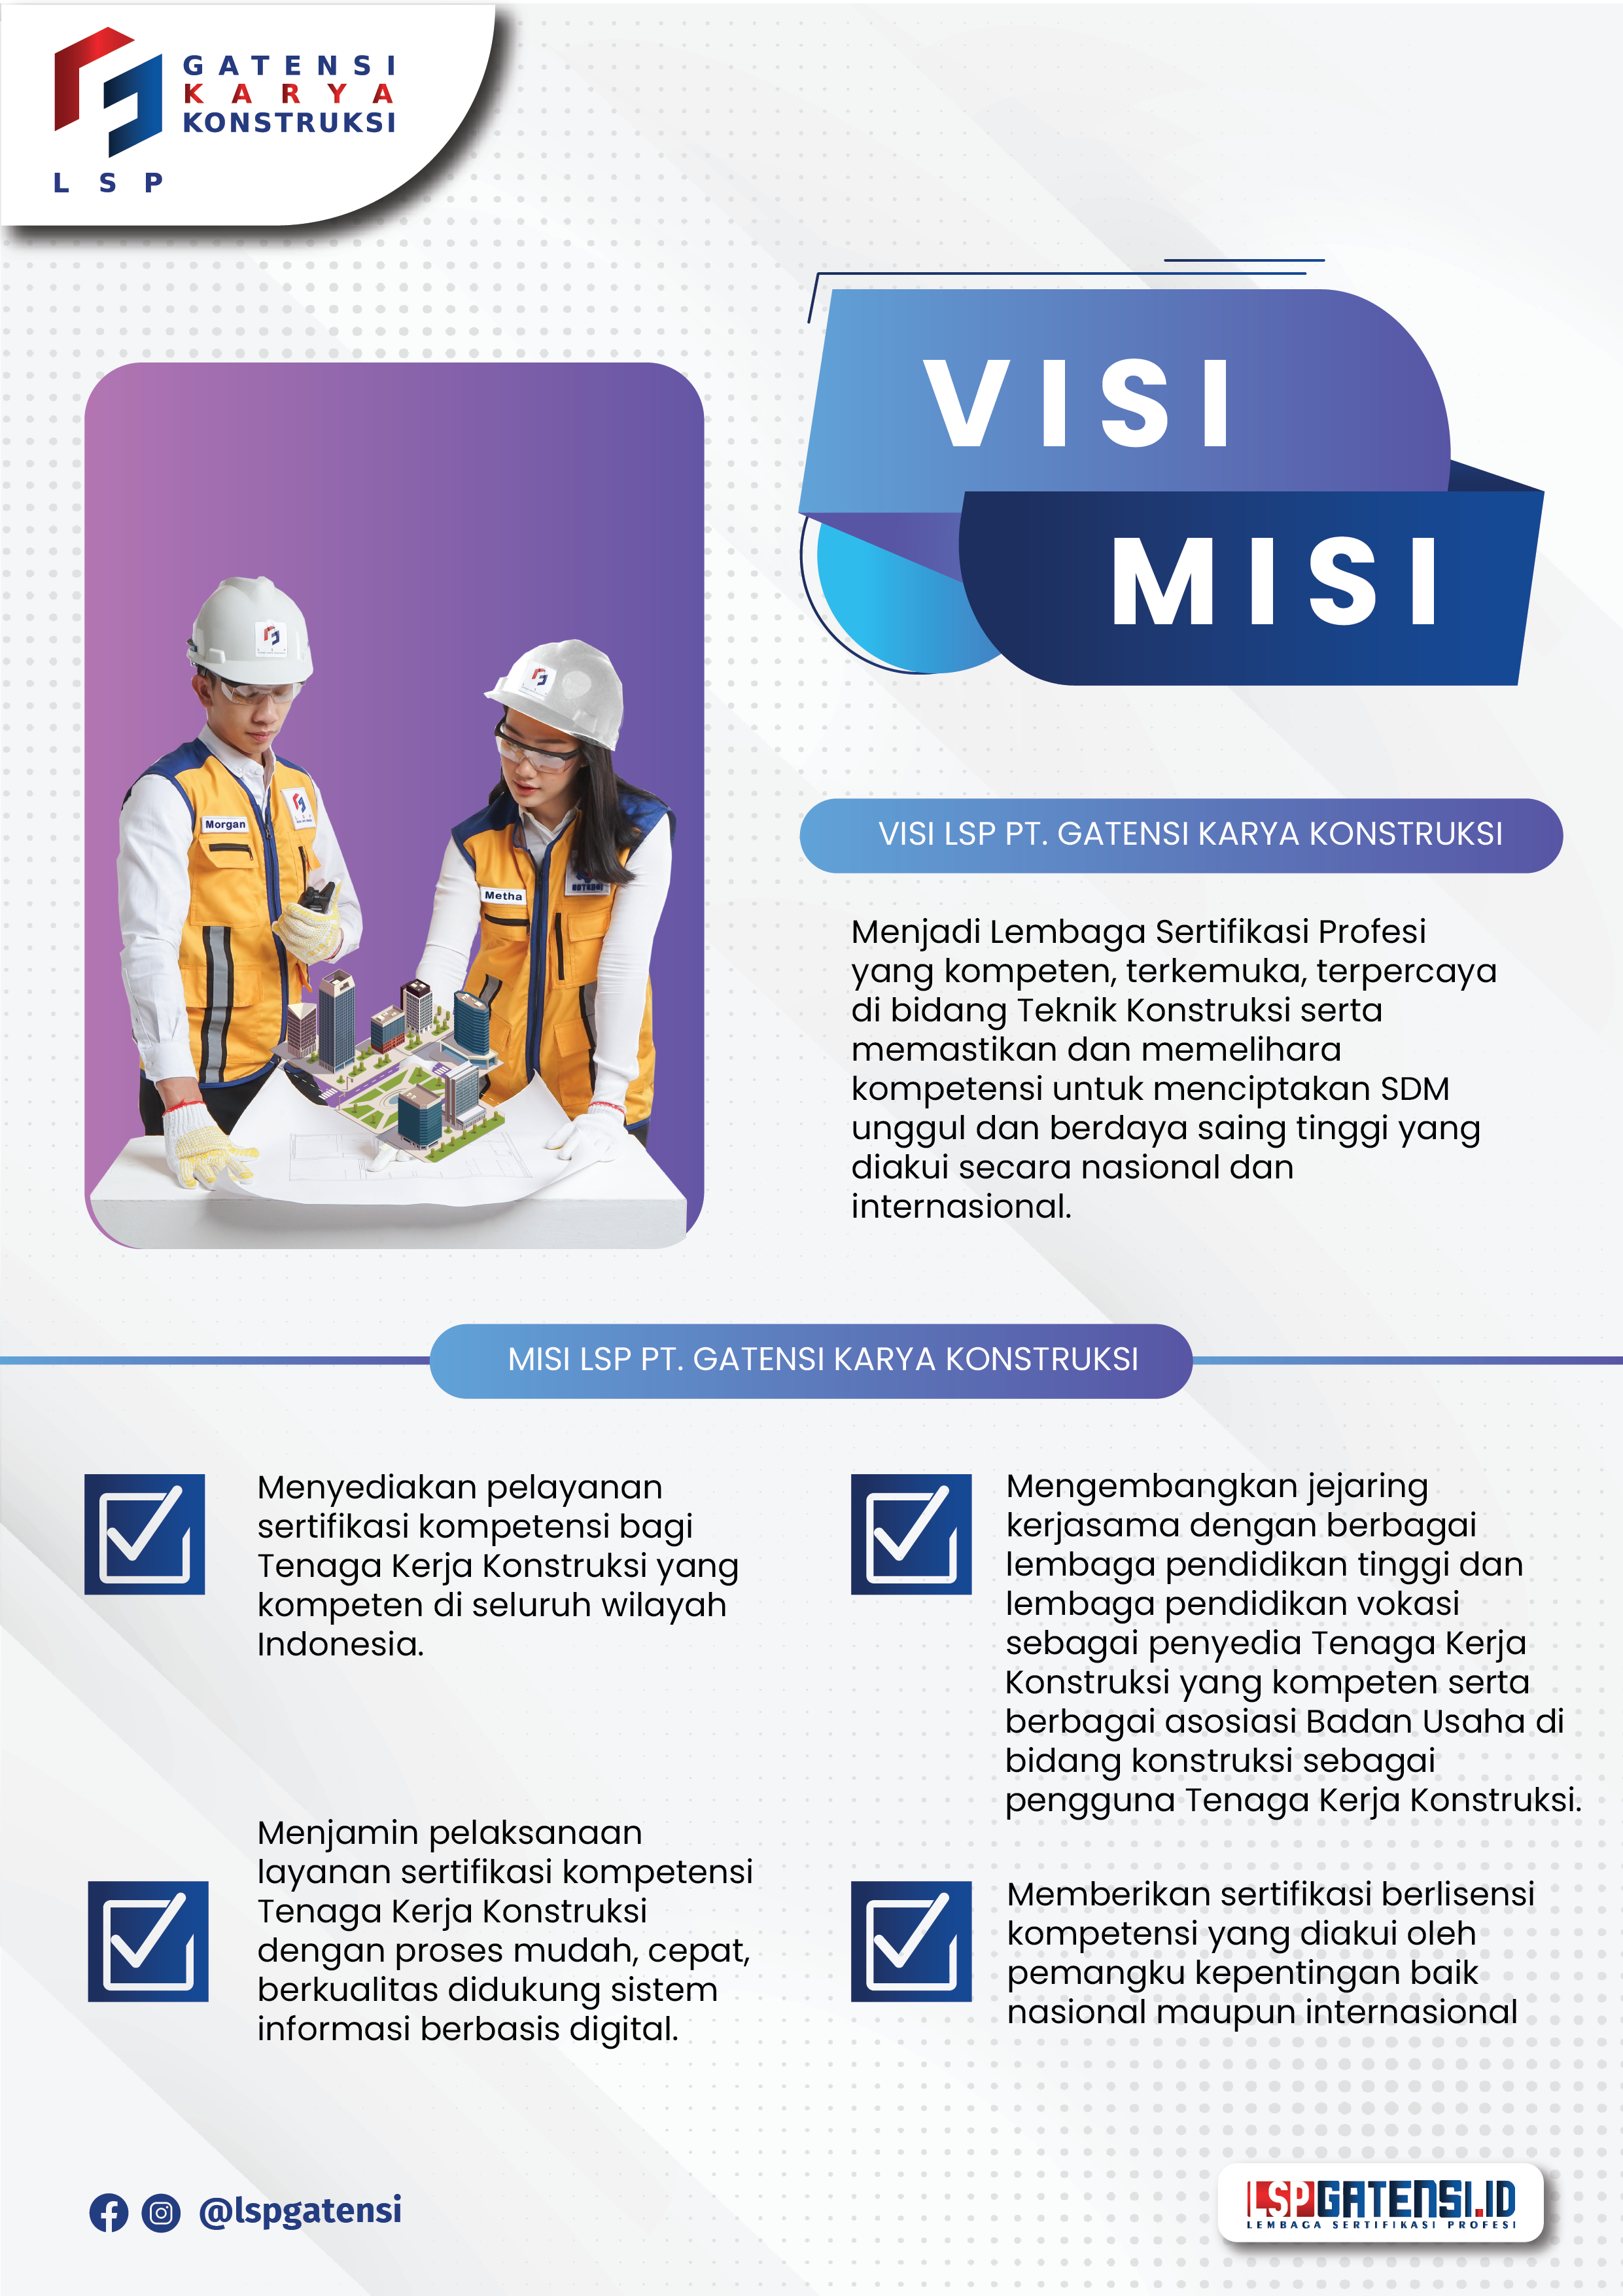 GATENSI
KARYA
KONSTRUKSI
LSP
VISI
MISI
Morgan
Metha
VISI LSP PT. GATENSI KARYA KONSTRUKSI
Menjadi Lembaga Sertifikasi Profesi
yang kompeten, terkemuka, terpercaya
di bidang Teknik Konstruksi serta
memastikan dan memelihara
kompetensi untuk menciptakan SDM
unggul dan berdaya saing tinggi yang
diakui secara nasional dan
internasional.
MISI LSP PT. GATENSI KARYA KONSTRUKSI
Menyediakan pelayanan
sertifikasi kompetensi bagi
Tenaga Kerja Konstruksi yang
kompeten di seluruh wilayah
Indonesia.
Menjamin pelaksanaan
layanan sertifikasi kompetensi
Tenaga Kerja Konstruksi
dengan proses mudah, cepat,
berkualitas didukung sistem
informasi berbasis digital.
Mengembangkan jejaring
kerjasama dengan berbagai
lembaga pendidikan tinggi dan
lembaga pendidikan vokasi
sebagai penyedia Tenaga Kerja
Konstruksi yang kompeten serta
berbagai asosiasi Badan Usaha di
bidang konstruksi sebagai
pengguna Tenaga Kerja Konstruksi.
Memberikan sertifikasi berlisensi
kompetensi yang diakui oleh
pemangku kepentingan baik
nasional maupun internasional
@lspgatensi
LSPGATENSI.ID
LEMBAGA SERTIFIKASI PROFESI